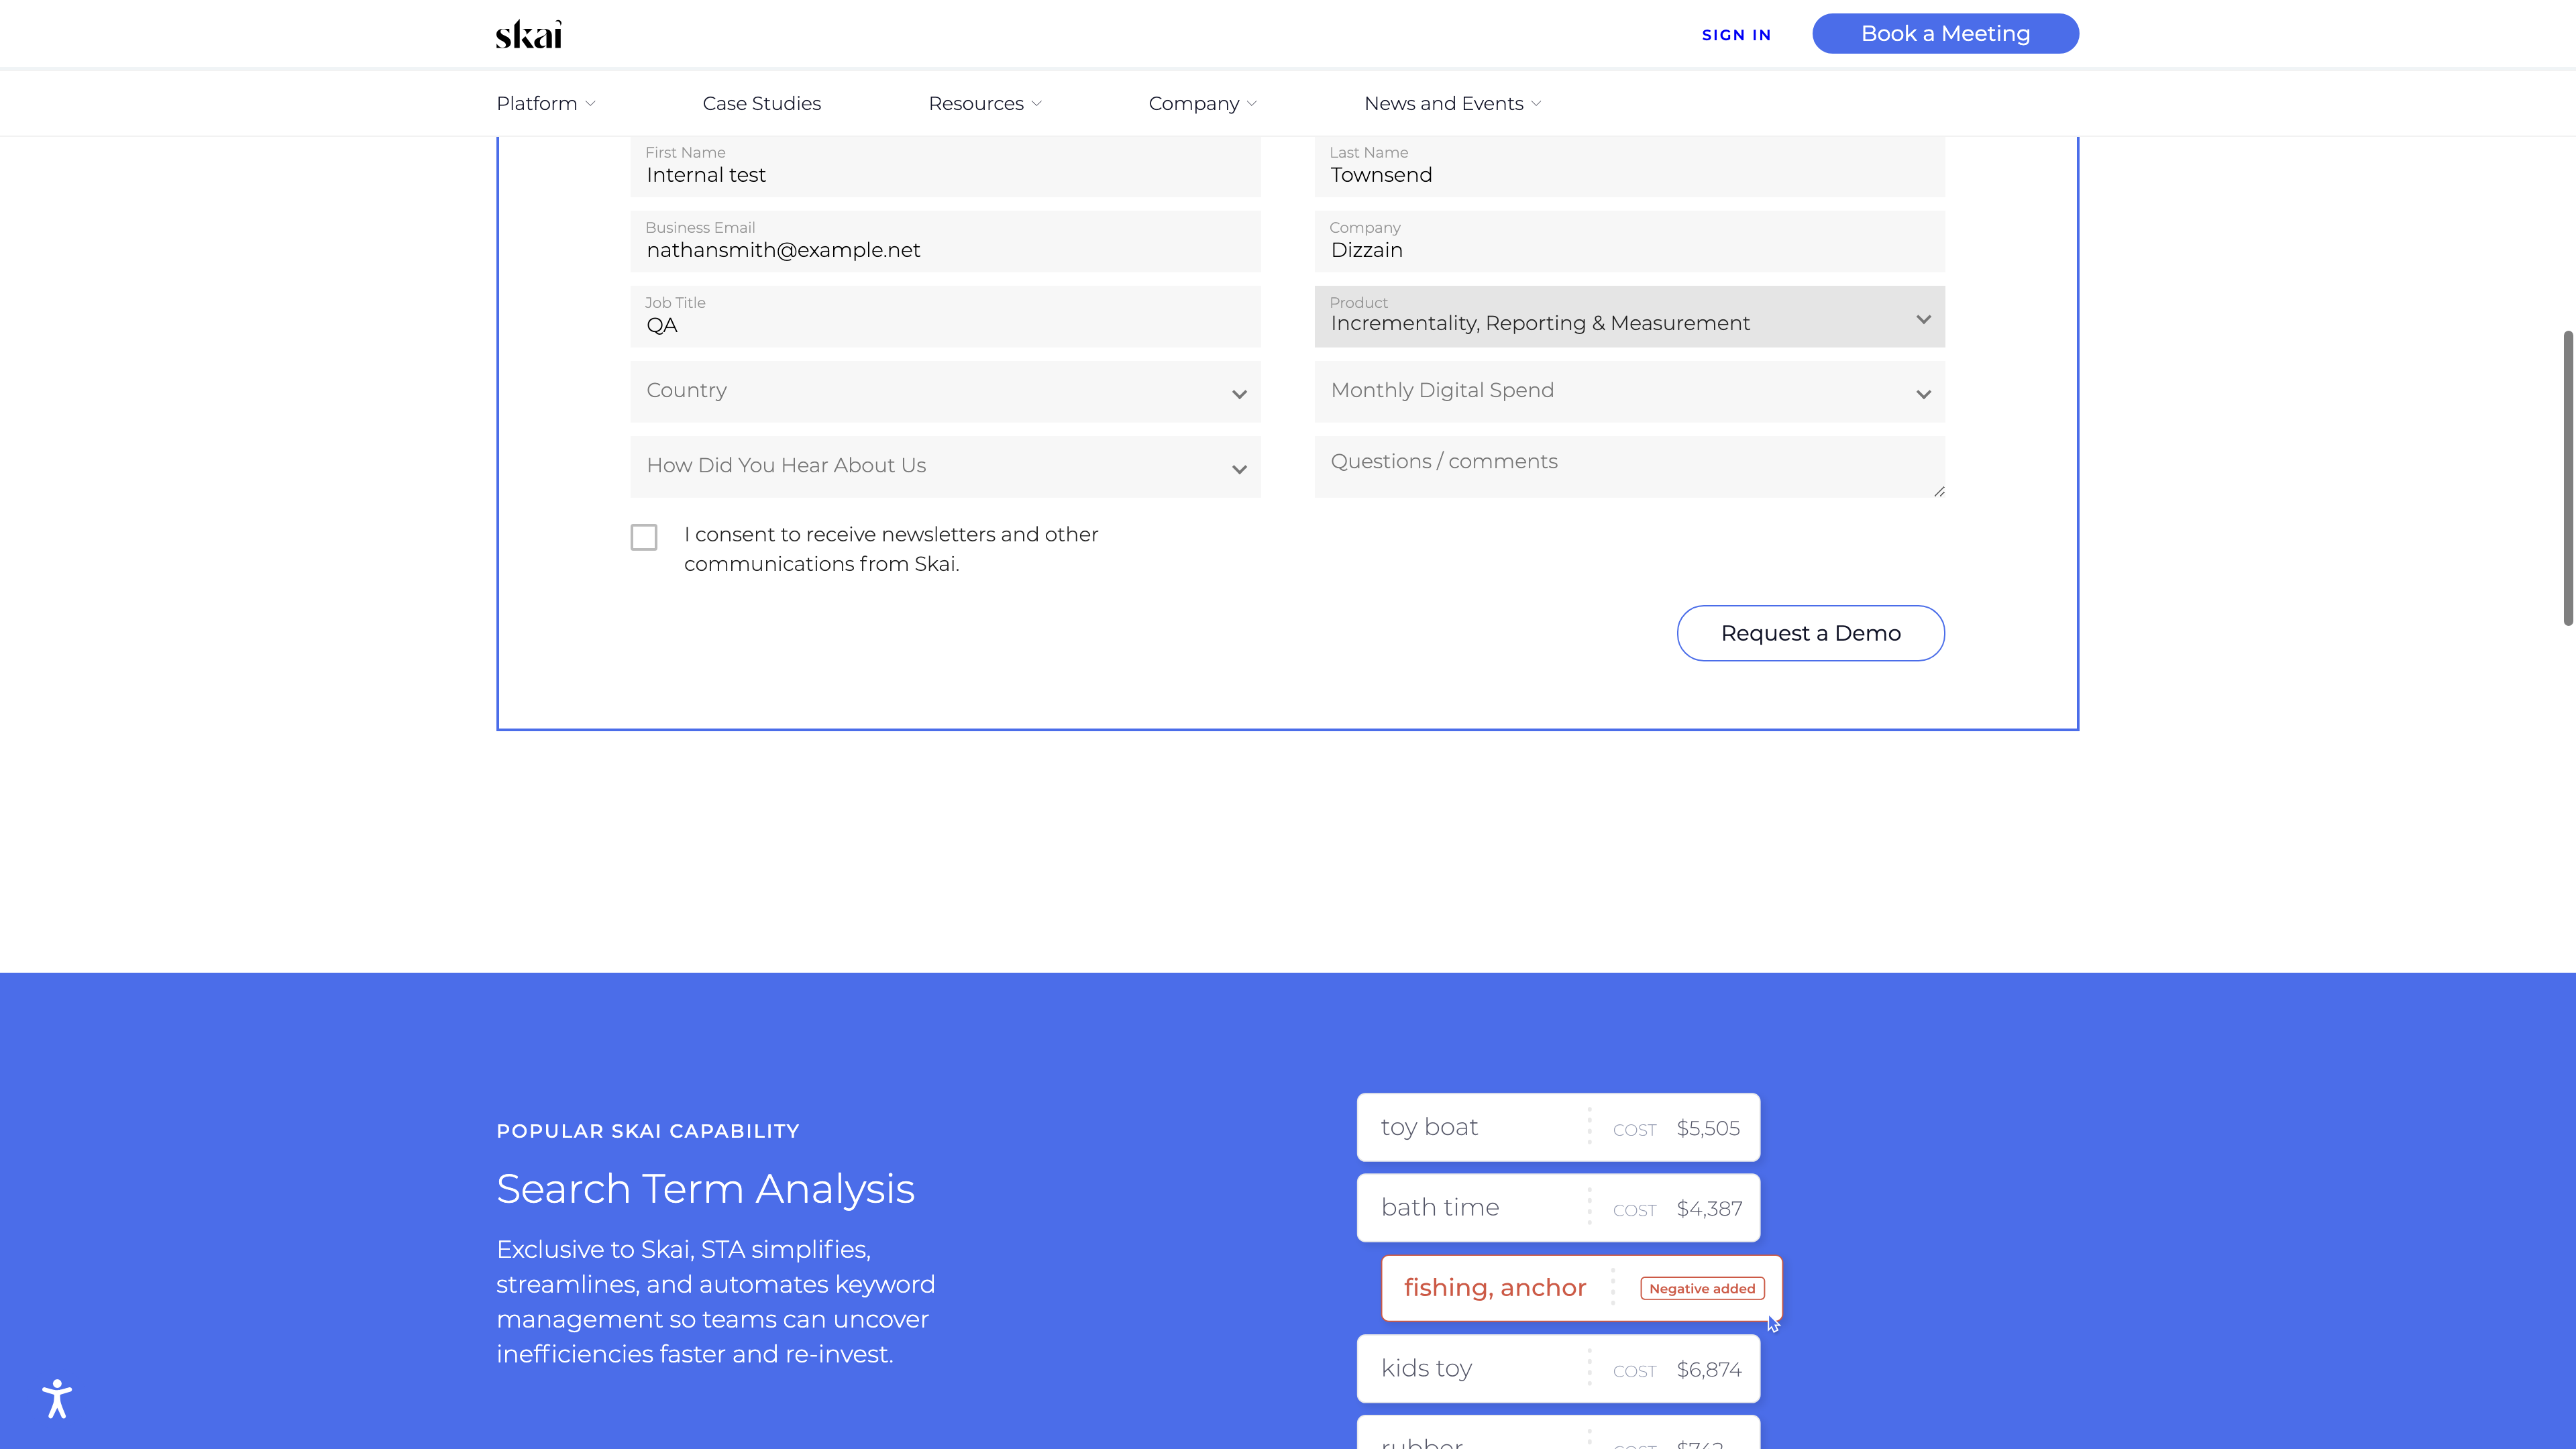 skai
SIGN IN
Book a Meeting
Platform
Case Studies
Resources
Company
News and Events
First Name
Internal test
Last Name
Townsend
Business Email
nathansmith@example.net
Company
Dizzain
Job Title
QA
Product
Incrementality, Reporting & Measurement
Country
Monthly Digital Spend
How Did You Hear About Us
Questions / comments
I consent to receive newsletters and other
communications from Skai.
Request a Demo
POPULAR SKAI CAPABILITY
Search Term Analysis
Exclusive to Skai, STA simplifies,
streamlines, and automates keyword
management so teams can uncover
inefficiencies faster and re-invest.
toy boat COST $5,505
bath time COST $4,387
fishing, anchor Negative added
kids toy COST $6,874
rubber COST $742